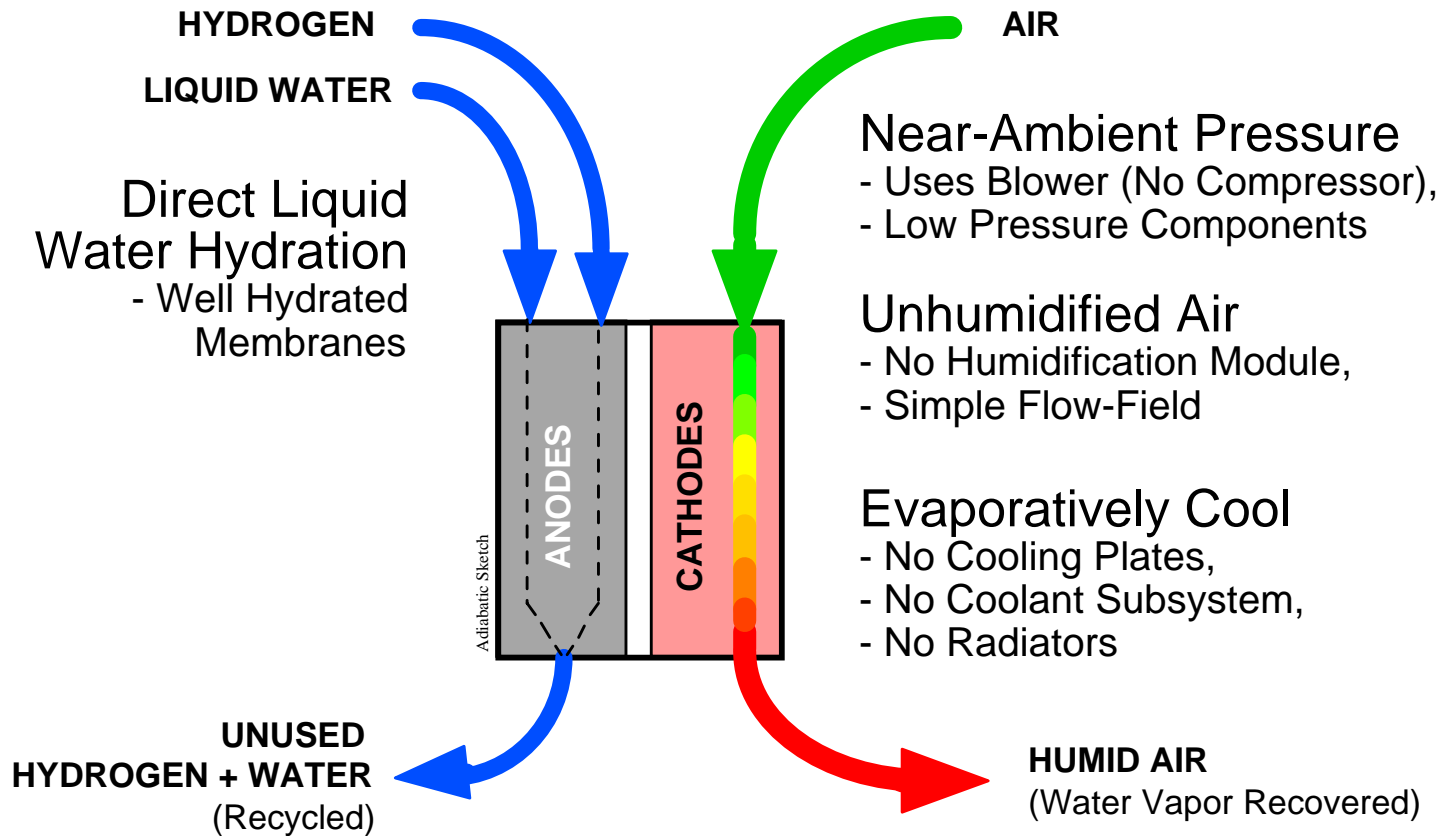 HYDROGEN
AIR
LIQUID WATER
Direct Liquid
Water Hydration
- Well Hydrated
Membranes
Near-Ambient Pressure
- Uses Blower (No Compressor),
- Low Pressure Components
Unhumidified Air
- No Humidification Module,
- Simple Flow-Field
Evaporatively Cool
- No Cooling Plates,
- No Coolant Subsystem,
- No Radiators
Adiabatic Sketch
ANODES
CATHODES
UNUSED
HYDROGEN + WATER
(Recycled)
HUMID AIR
(Water Vapor Recovered)